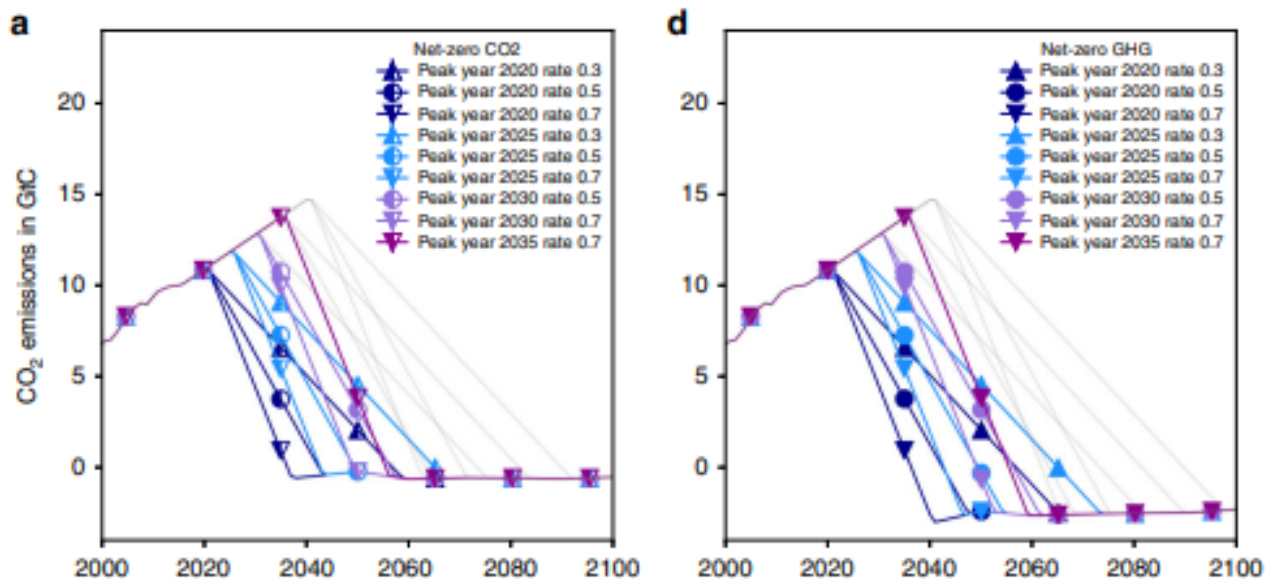 a
Net-zero CO2
Peak year 2020 rate 0.3
Peak year 2020 rate 0.5
Peak year 2020 rate 0.7
Peak year 2025 rate 0.3
Peak year 2025 rate 0.5
Peak year 2025 rate 0.7
Peak year 2030 rate 0.5
Peak year 2030 rate 0.7
Peak year 2035 rate 0.7
CO₂ emissions in GtC
20
15
10
5
0
2000 2020 2040 2060 2080 2100
d
Net-zero GHG
Peak year 2020 rate 0.3
Peak year 2020 rate 0.5
Peak year 2020 rate 0.7
Peak year 2025 rate 0.3
Peak year 2025 rate 0.5
Peak year 2025 rate 0.7
Peak year 2030 rate 0.5
Peak year 2030 rate 0.7
Peak year 2035 rate 0.7
20
15
10
5
0
2000 2020 2040 2060 2080 2100